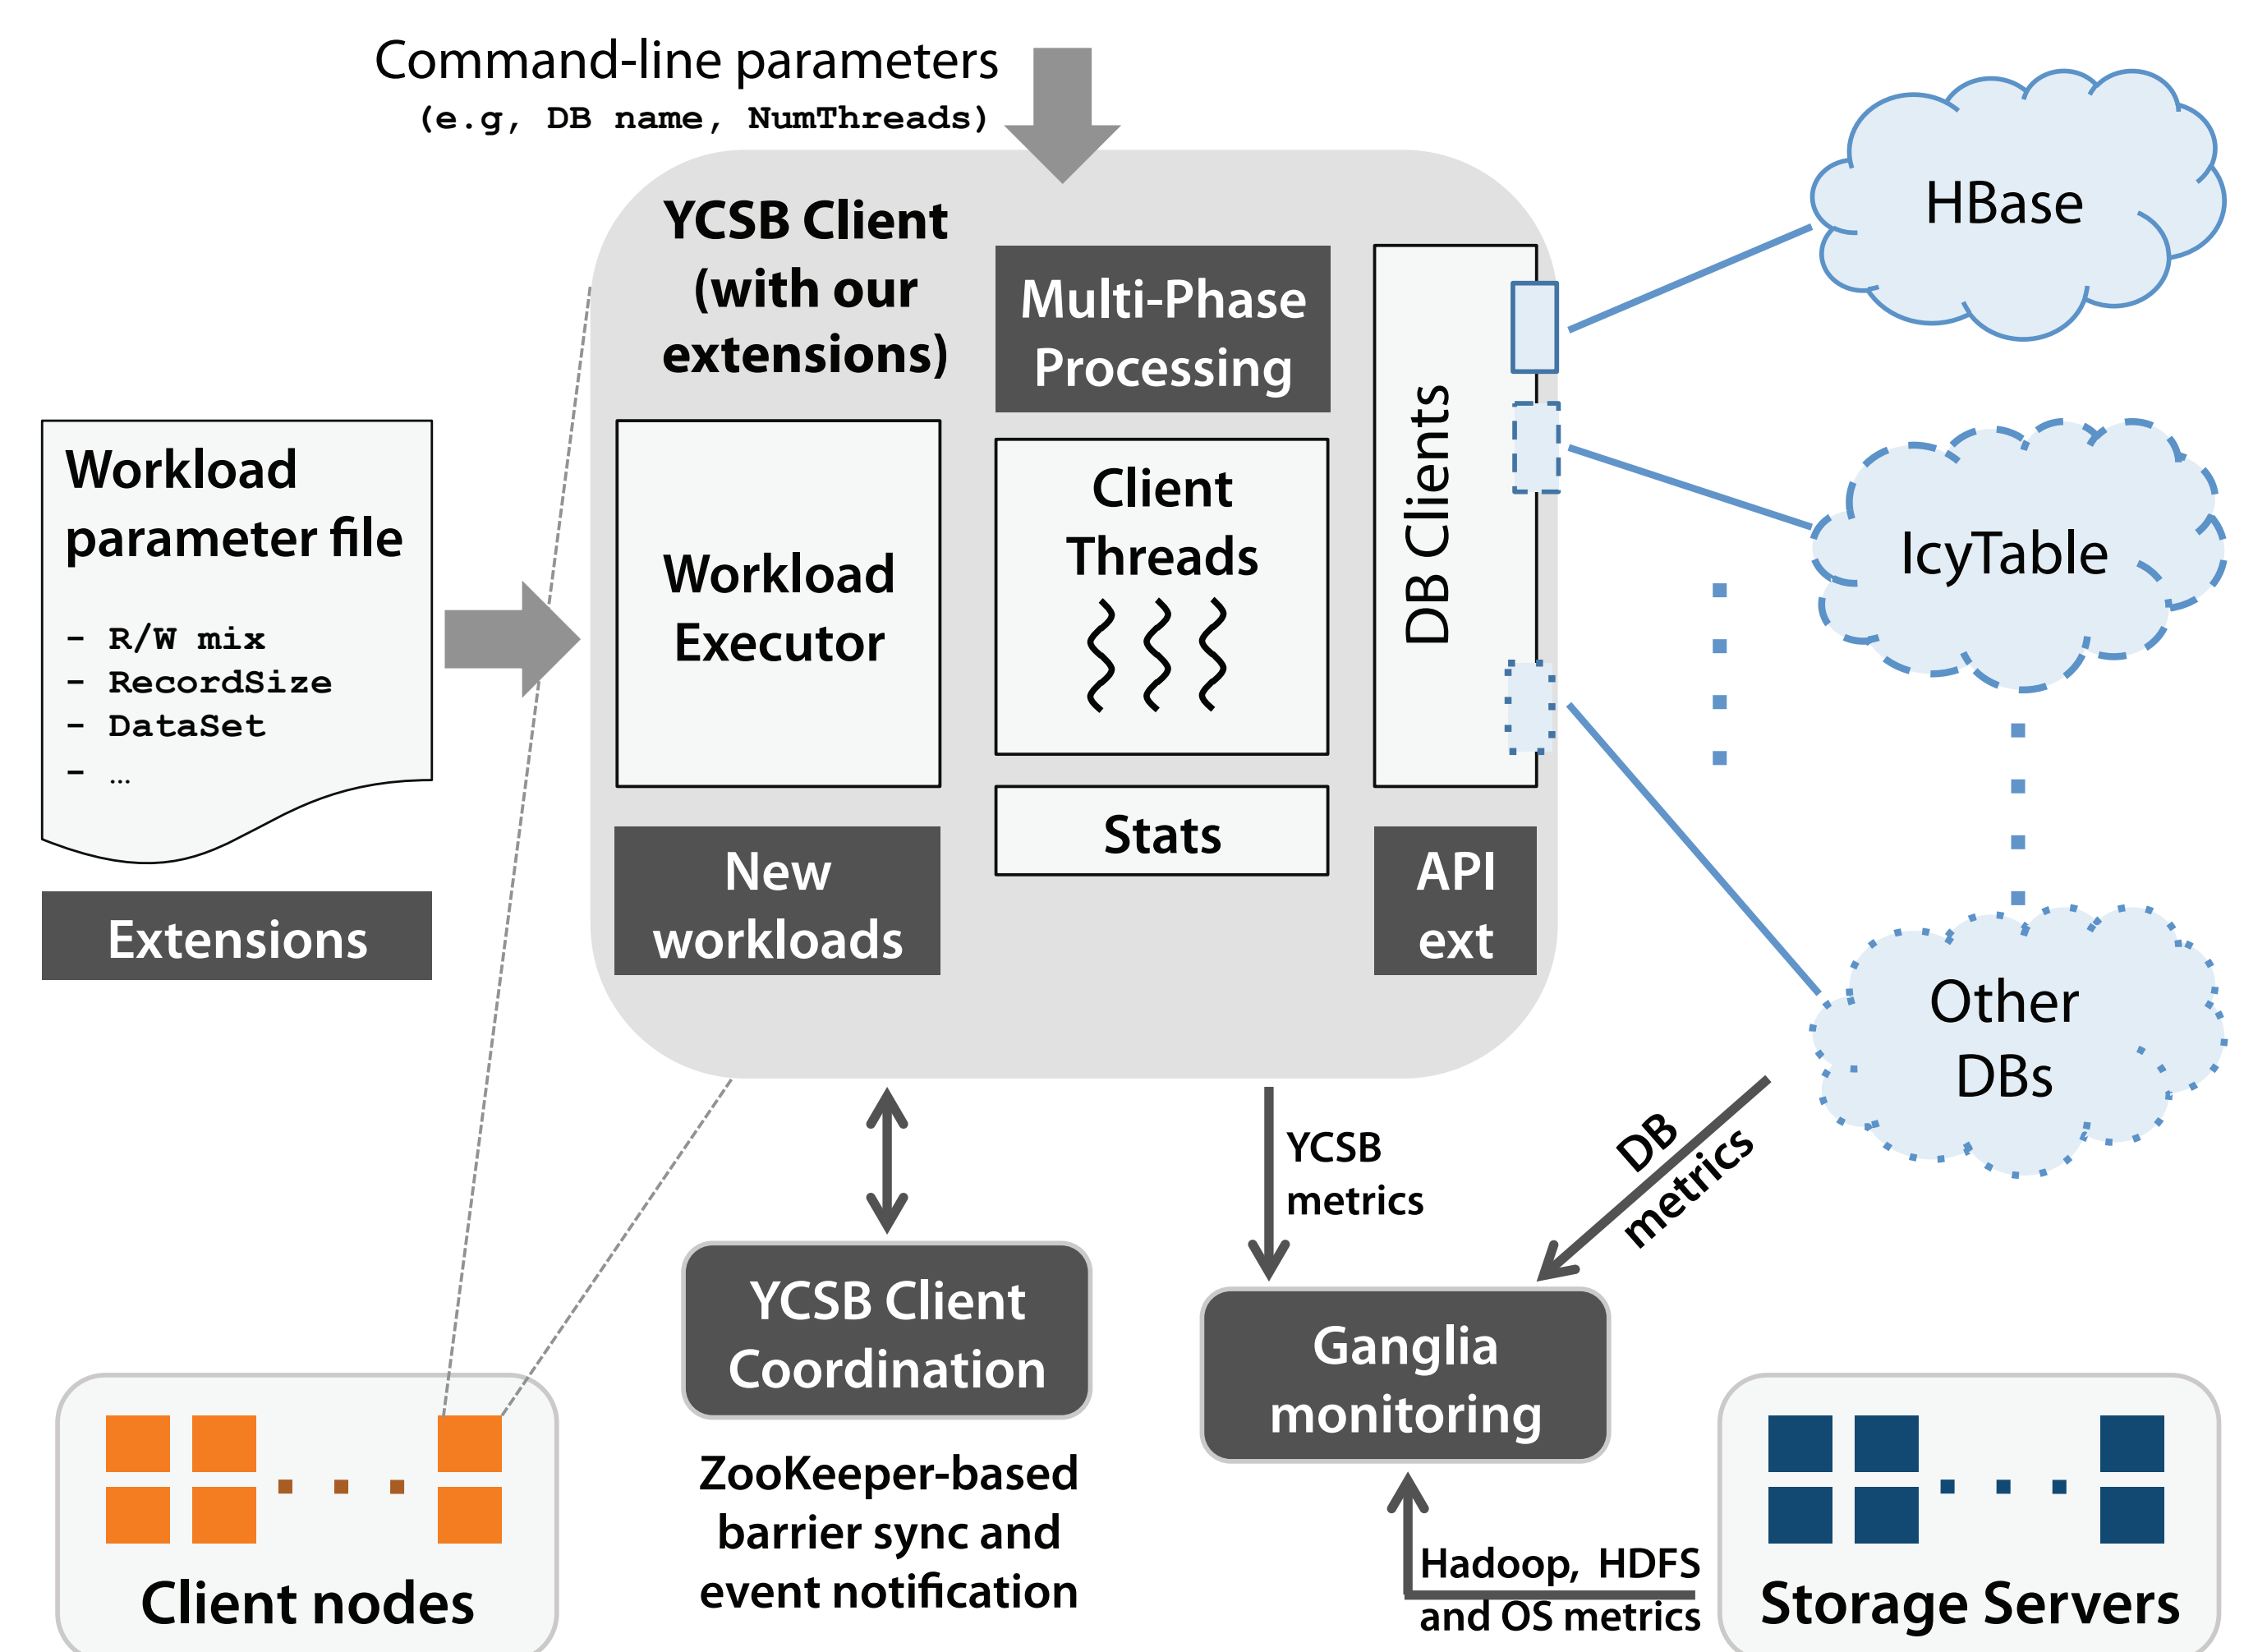 Command-line parameters
(e.g, DB name, NumThreads)
YCSB Client
(with our
extensions)
Multi-Phase
Processing
Workload
parameter file
- R/W mix
- RecordSize
- DataSet
- ...
Extensions
Workload
Executor
Client
Threads
Stats
DB Clients
New
workloads
API
ext
HBase
IcyTable
Other
DBs
YCSB
metrics
DB
metrics
YCSB Client
Coordination
ZooKeeper-based
barrier sync and
event notification
Ganglia
monitoring
Hadoop, HDFS
and OS metrics
Client nodes
Storage Servers